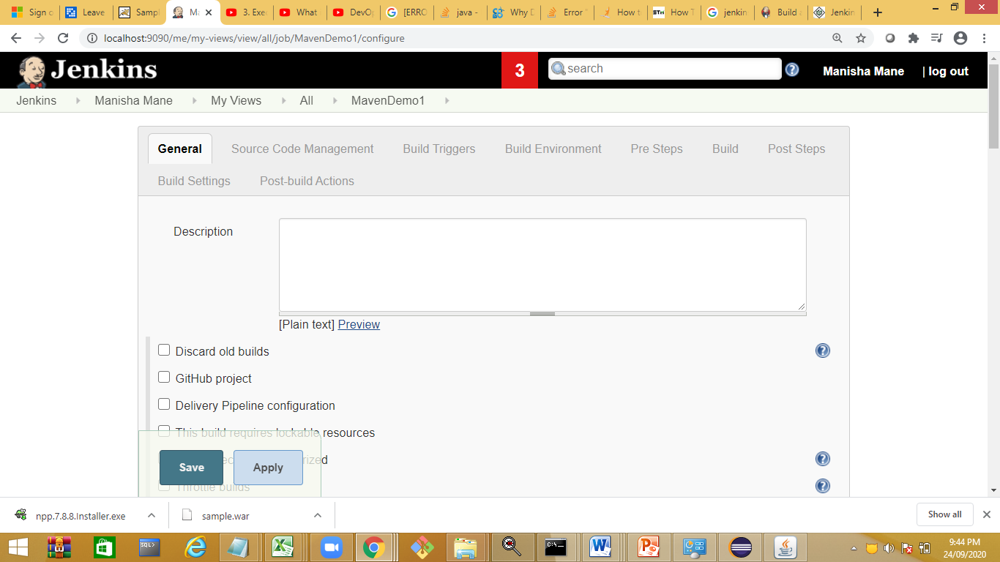 Sign o
Leave
Sampl
Ma
3. Exe
What
DevO
[ERRO
java -
Why D
Error
How t
How T
jenkin
Build a
Jenkin
localhost:9090/me/my-views/view/all/job/MavenDemo1/configure
Jenkins
3
search
Manisha Mane
| log out
Jenkins
Manisha Mane
My Views
All
MavenDemo1
General
Source Code Management
Build Triggers
Build Environment
Pre Steps
Build
Post Steps
Build Settings
Post-build Actions
Description
[Plain text] Preview
Discard old builds
GitHub project
Delivery Pipeline configuration
This build requires lockable resources
Save
Apply
Throttle builds
npp.7.8.8.Installer.exe
sample.war
Show all
9:44 PM
24/09/2020